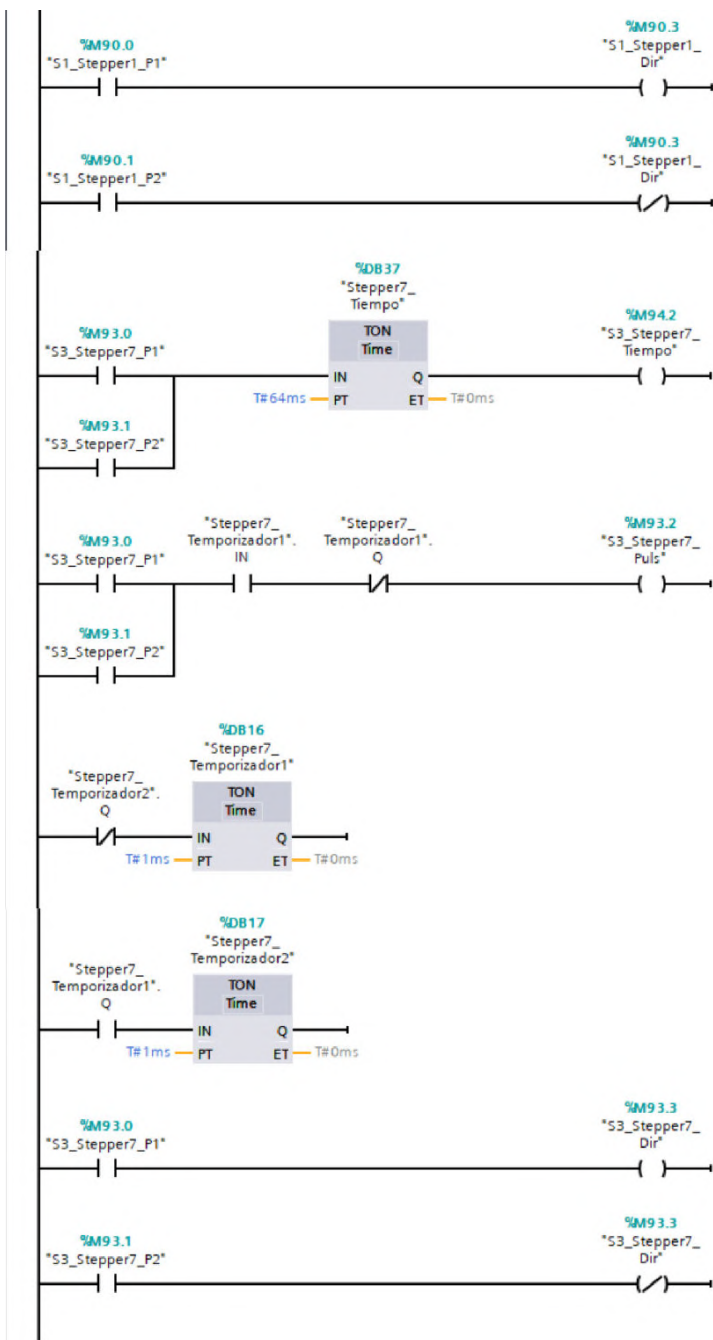 %M90.0
"S1_Stepper1_P1"
%M90.3
"S1_Stepper1_
Dir"
%M90.1
"S1_Stepper1_P2"
%M90.3
"S1_Stepper1_
Dir"
%DB37
"Stepper7_
Tiempo"
TON
Time
%M93.0
"S3_Stepper7_P1"
%M94.2
"S3_Stepper7_
Tiempo"
IN Q
T#64ms PT ET T#0ms
%M93.1
"S3_Stepper7_P2"
%M93.0
"S3_Stepper7_P1"
"Stepper7_
Temporizador1".
IN
"Stepper7_
Temporizador1".
Q
%M93.2
"S3_Stepper7_
Puls"
%M93.1
"S3_Stepper7_P2"
%DB16
"Stepper7_
Temporizador1"
TON
Time
"Stepper7_
Temporizador2".
Q
IN Q
T#1ms PT ET T#0ms
%DB17
"Stepper7_
Temporizador2"
TON
Time
"Stepper7_
Temporizador1".
Q
IN Q
T#1ms PT ET T#0ms
%M93.0
"S3_Stepper7_P1"
%M93.3
"S3_Stepper7_
Dir"
%M93.1
"S3_Stepper7_P2"
%M93.3
"S3_Stepper7_
Dir"